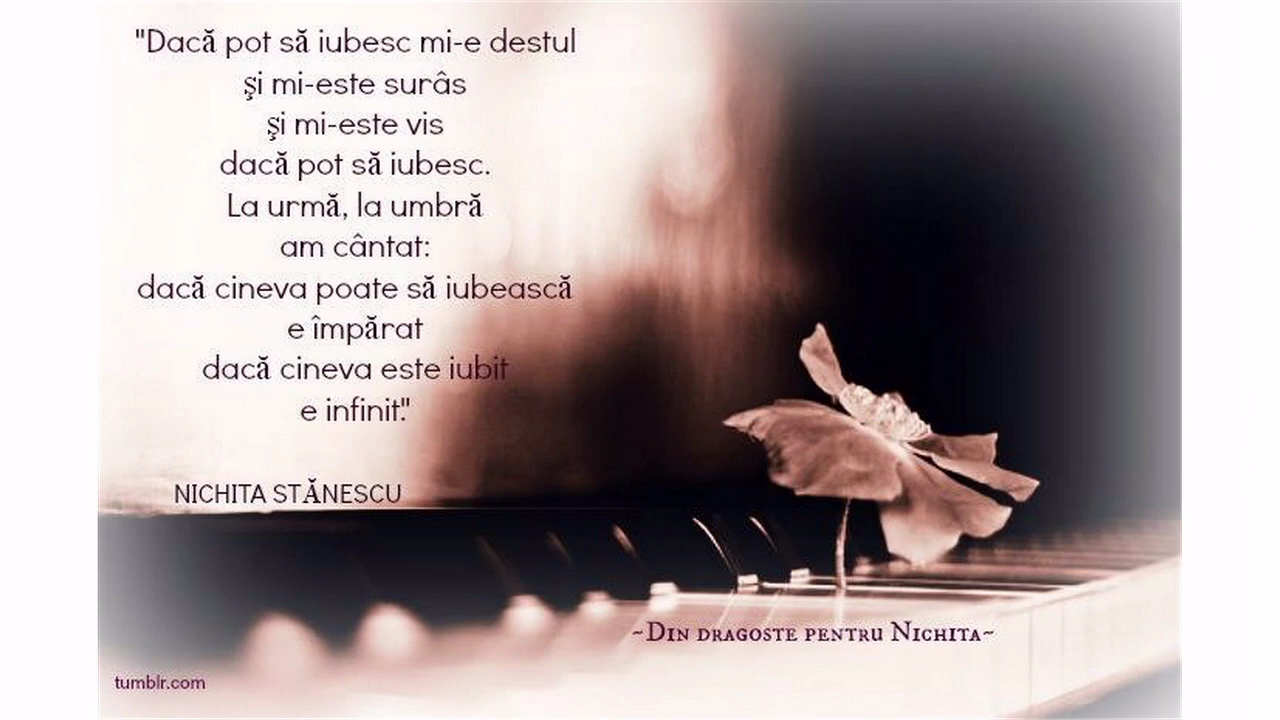 "Dacă pot să iubesc mi-e destul
şi mi-este surâs
şi mi-este vis
dacă pot să iubesc.
La urmă, la umbră
am cântat:
dacă cineva poate să iubească
e împărat
dacă cineva este iubit
e infinit."
NICHITA STĂNESCU
~Din dragoste pentru Nichita~
tumblr.com